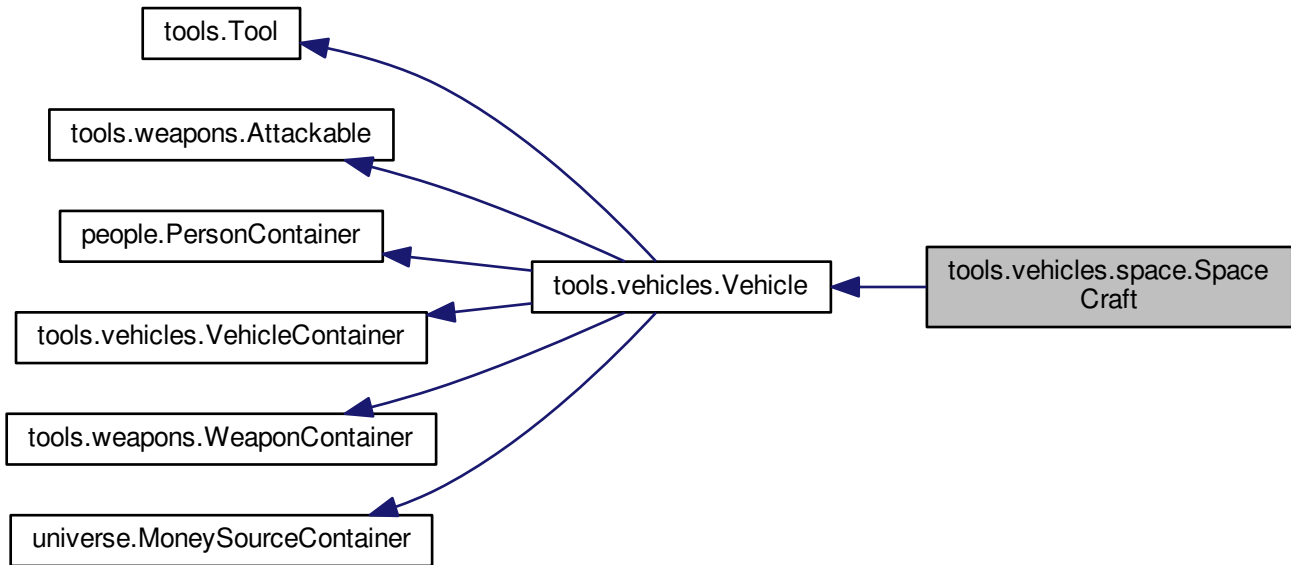 tools.Tool
tools.weapons.Attackable
people.PersonContainer
tools.vehicles.VehicleContainer
tools.weapons.WeaponContainer
universe.MoneySourceContainer
tools.vehicles.Vehicle
tools.vehicles.space.Space
Craft